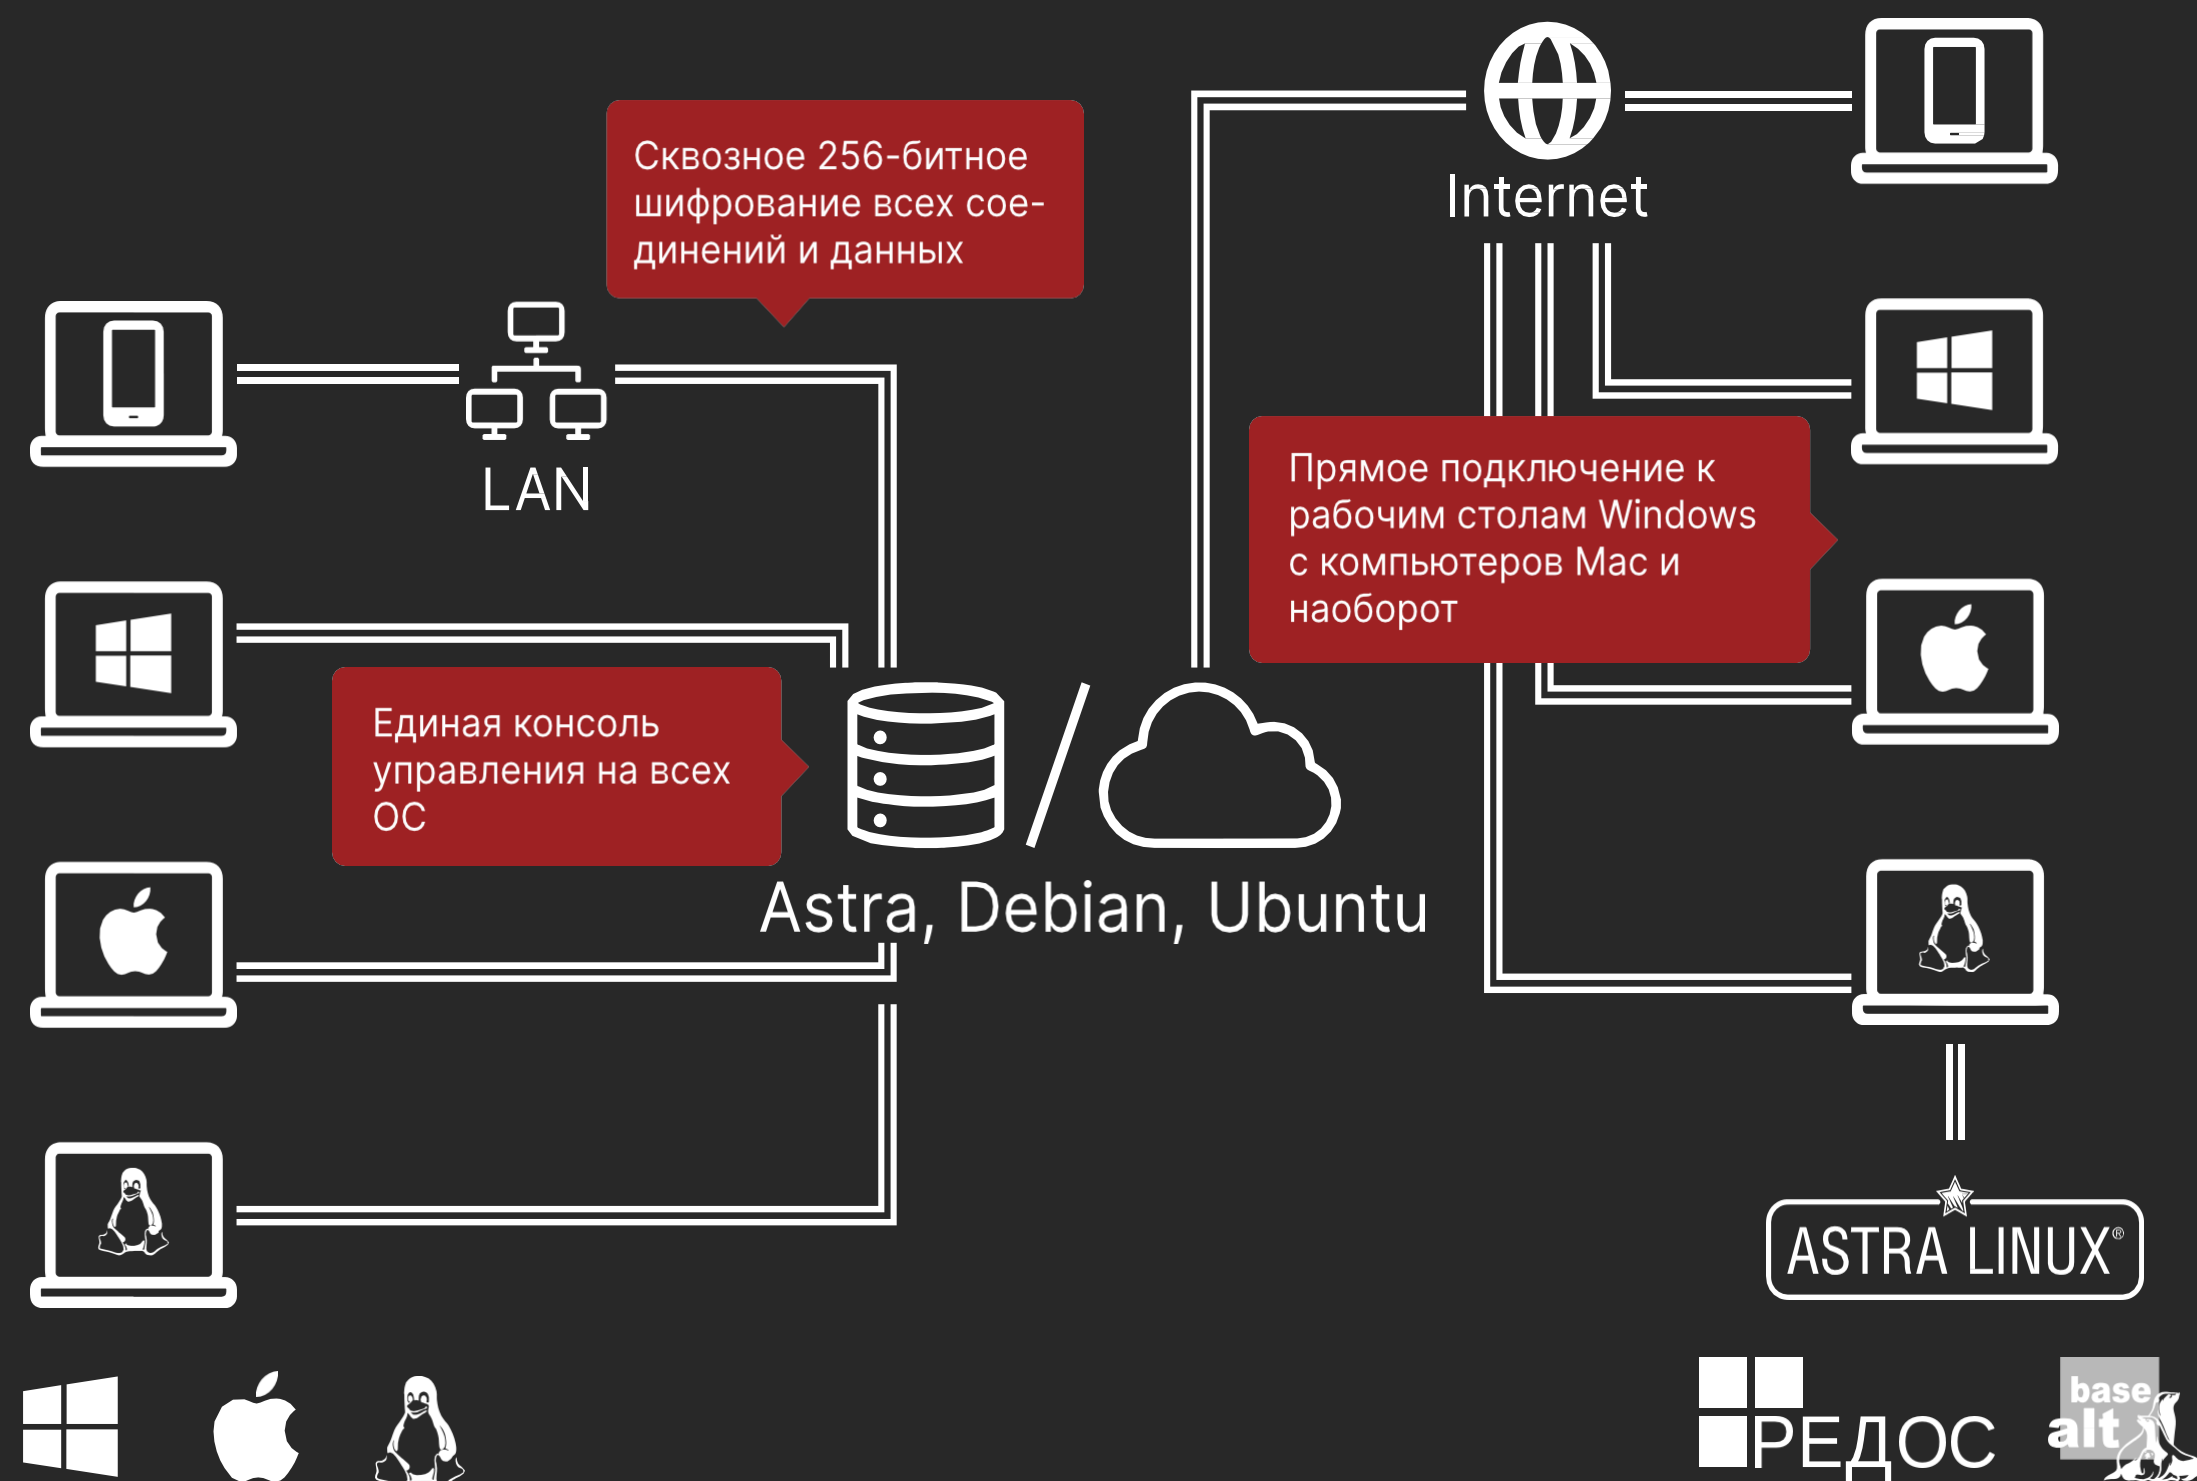 Сквозное 256-битное
шифрование всех сое-
динений и данных
Internet
LAN
Прямое подключение к
рабочим столам Windows
с компьютеров Mac и
наоборот
Единая консоль
управления на всех
ОС
Astra, Debian, Ubuntu
ASTRA LINUX®
РЕДОС
base
alt